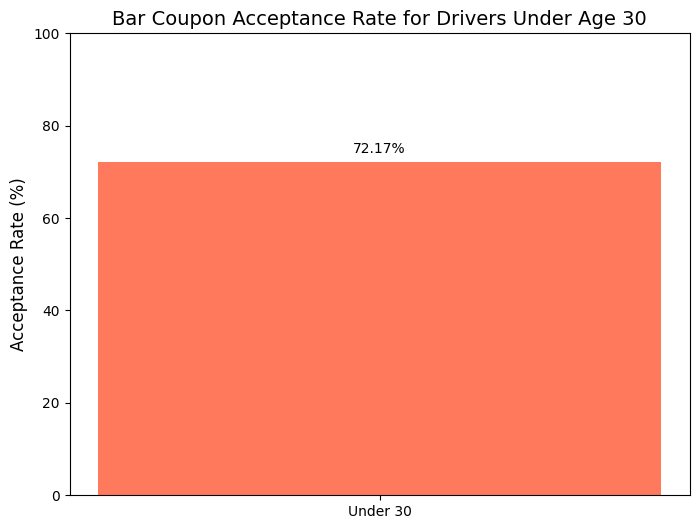 Bar Coupon Acceptance Rate for Drivers Under Age 30
100
80
60
40
20
0
Acceptance Rate (%)
72.17%
Under 30